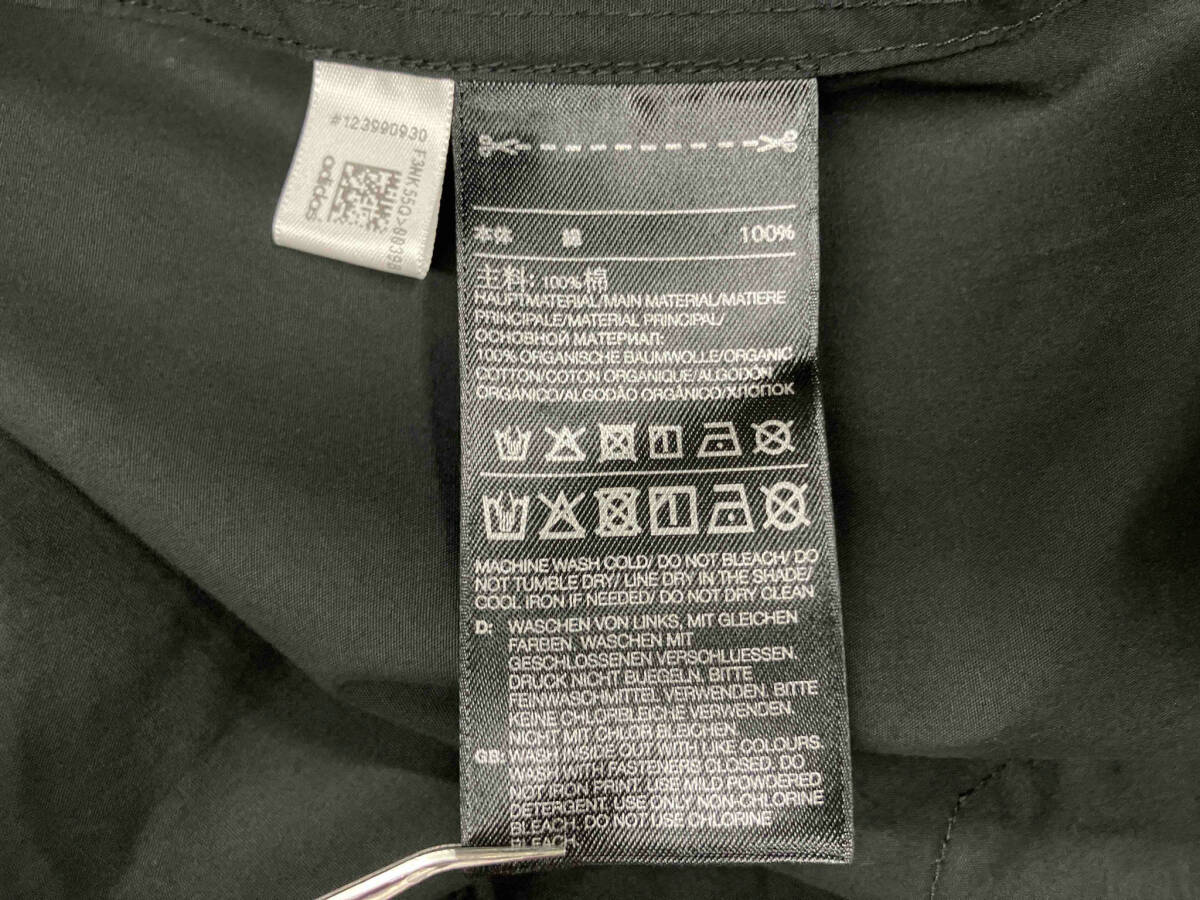 #123990930
adidas
本体 綿 100%
主料: 100%棉
HAUPTMATERIAL/MAIN MATERIAL/MATIERE
PRINCIPALE/MATERIAL PRINCIPAL/
ОСНОВНОЙ МАТЕРИАЛ:
100% ORGANISCHE BAUMWOLLE/ORGANIC
COTTON/COTON ORGANIQUE/ALGODON
ORGANICO/ALGODÃO ORGÂNICO/ХЛОПОК
MACHINE WASH COLD/ DO NOT BLEACH/ DO
NOT TUMBLE DRY/ LINE DRY IN THE SHADE/
COOL IRON IF NEEDED/ DO NOT DRY CLEAN
D: WASCHEN VON LINKS, MIT GLEICHEN
FARBEN, WASCHEN MIT
GESCHLOSSENEN VERSCHLUESSEN.
DRUCK NICHT BUEGELN. BITTE
FEINWASCHMITTEL VERWENDEN. BITTE
KEINE CHLORBLEICHE VERWENDEN.
NICHT MIT CHLOR BLEICHEN
GB: WASH INSIDE OUT, WITH LIKE COLOURS.
WASH WITH FASTENERS CLOSED. DO
NOT IRON PRINT. USE MILD POWDERED
DETERGENT. USE ONLY NON-CHLORINE
BLEACH. DO NOT USE CHLORINE
BLEACH.